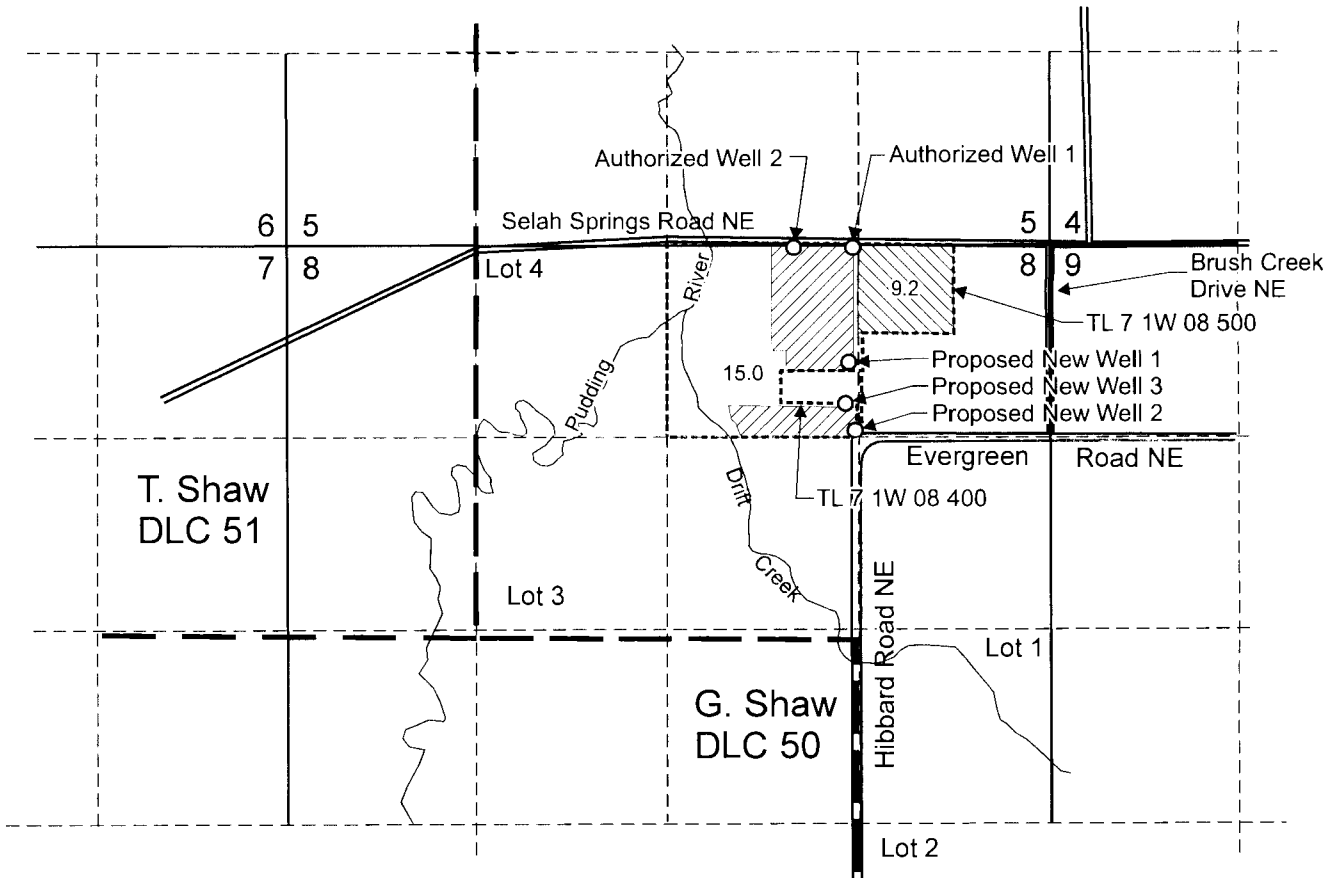 Authorized Well 2
Authorized Well 1
6 5
Selah Springs Road NE
5 4
7 8
Lot 4
8 9
Brush Creek
Drive NE
River
9.2
TL 7 1W 08 500
Proposed New Well 1
15.0
Proposed New Well 3
Pudding
Proposed New Well 2
Evergreen Road NE
Drift
TL 7 1W 08 400
T. Shaw
DLC 51
Creek
Lot 3
Hibbard Road NE
Lot 1
G. Shaw
DLC 50
Lot 2